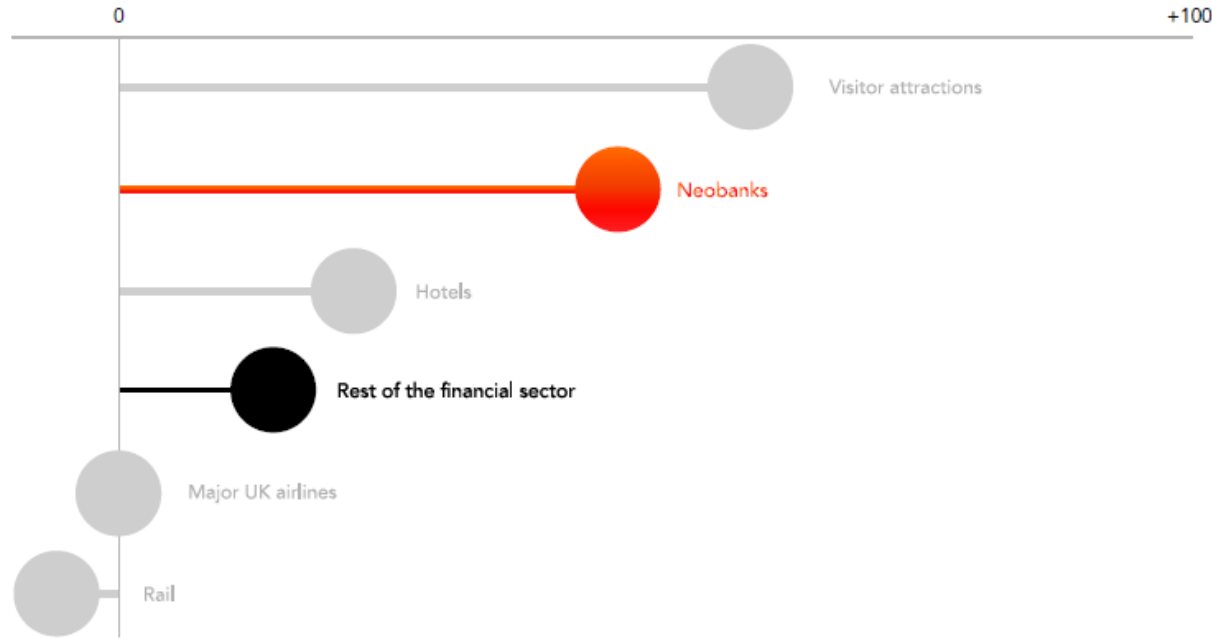 0 +100
Visitor attractions
Neobanks
Hotels
Rest of the financial sector
Major UK airlines
Rail